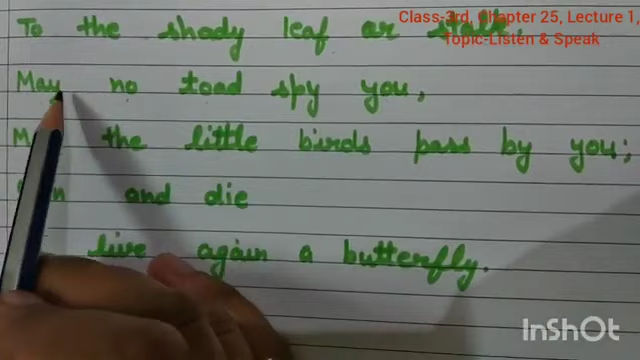 Class-3rd, Chapter 25, Lecture 1,
Topic-Listen & Speak
To the shady leaf or stalk.
May no toad spy you,
the little birds pass by you;
and die
live again a butterfly.
InShOt